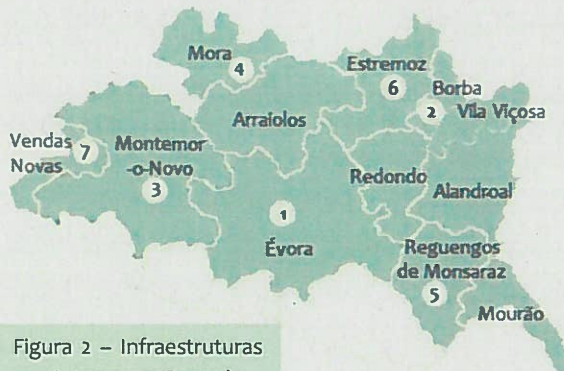 Mora
4
Estremoz
6
Borba
2
Vila Viçosa
Arraiolos
Vendas
Novas
7
Montemor
-o-Novo
3
Redondo
Alandroal
1
Évora
Reguengos
de Monsaraz
5
Mourão
Figura 2 – Infraestruturas